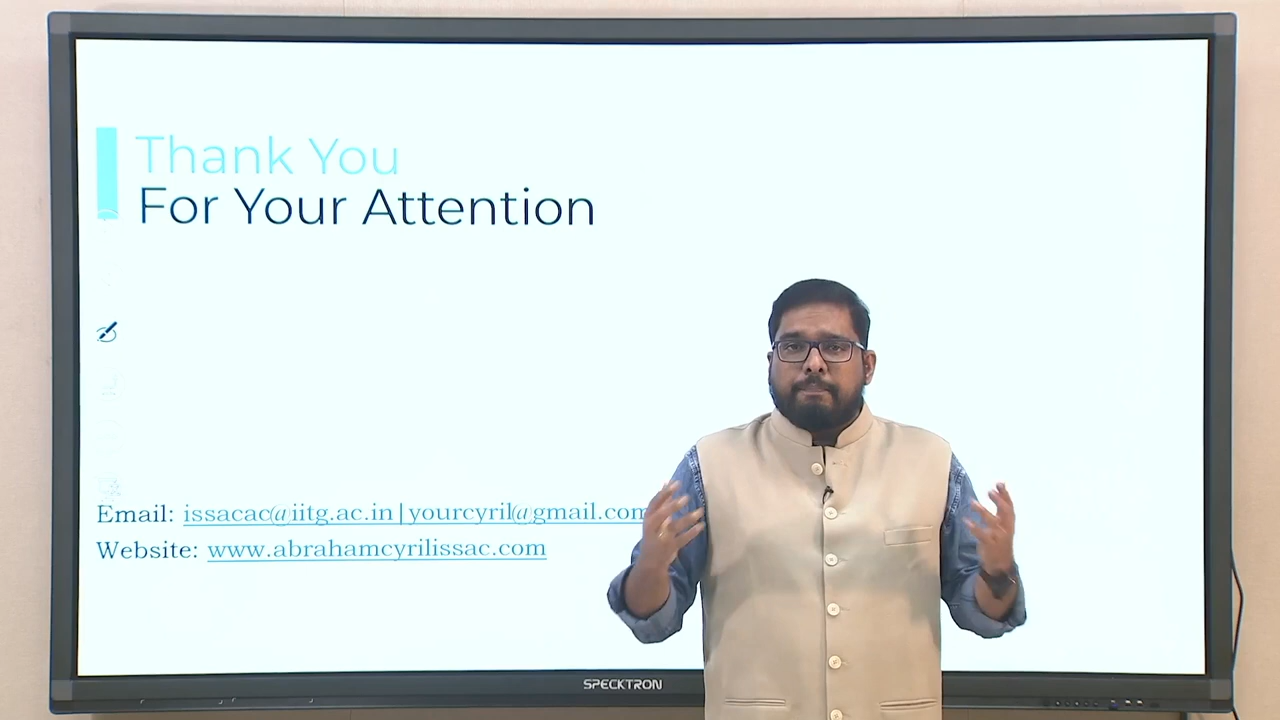 Thank You
For Your Attention
Email: issacac@iitg.ac.in|yourcyril@gmail.com
Website: www.abrahamcyrilissac.com
SPECKTRON